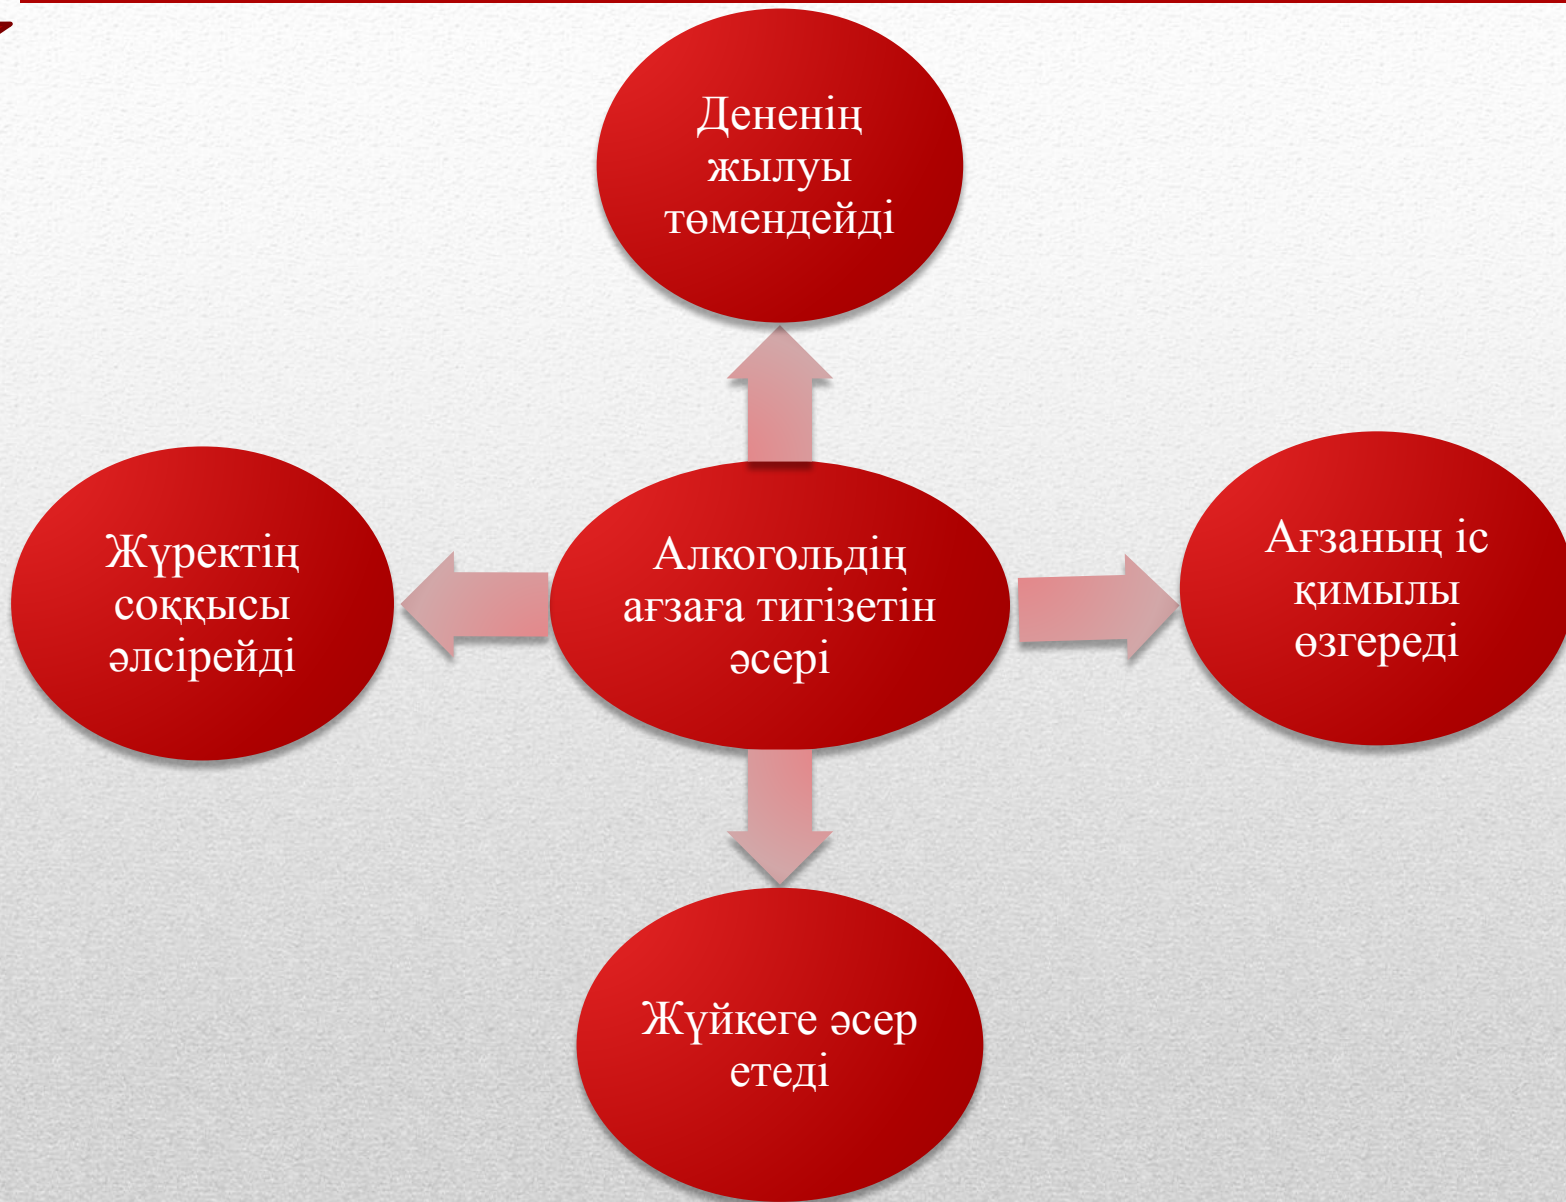 Дененің
жылуы
төмендейді
Жүректің
соққысы
әлсірейді
Алкогольдің
ағзаға тигізетін
әсері
Ағзаның іс
қимылы
өзгереді
Жүйкеге әсер
етеді